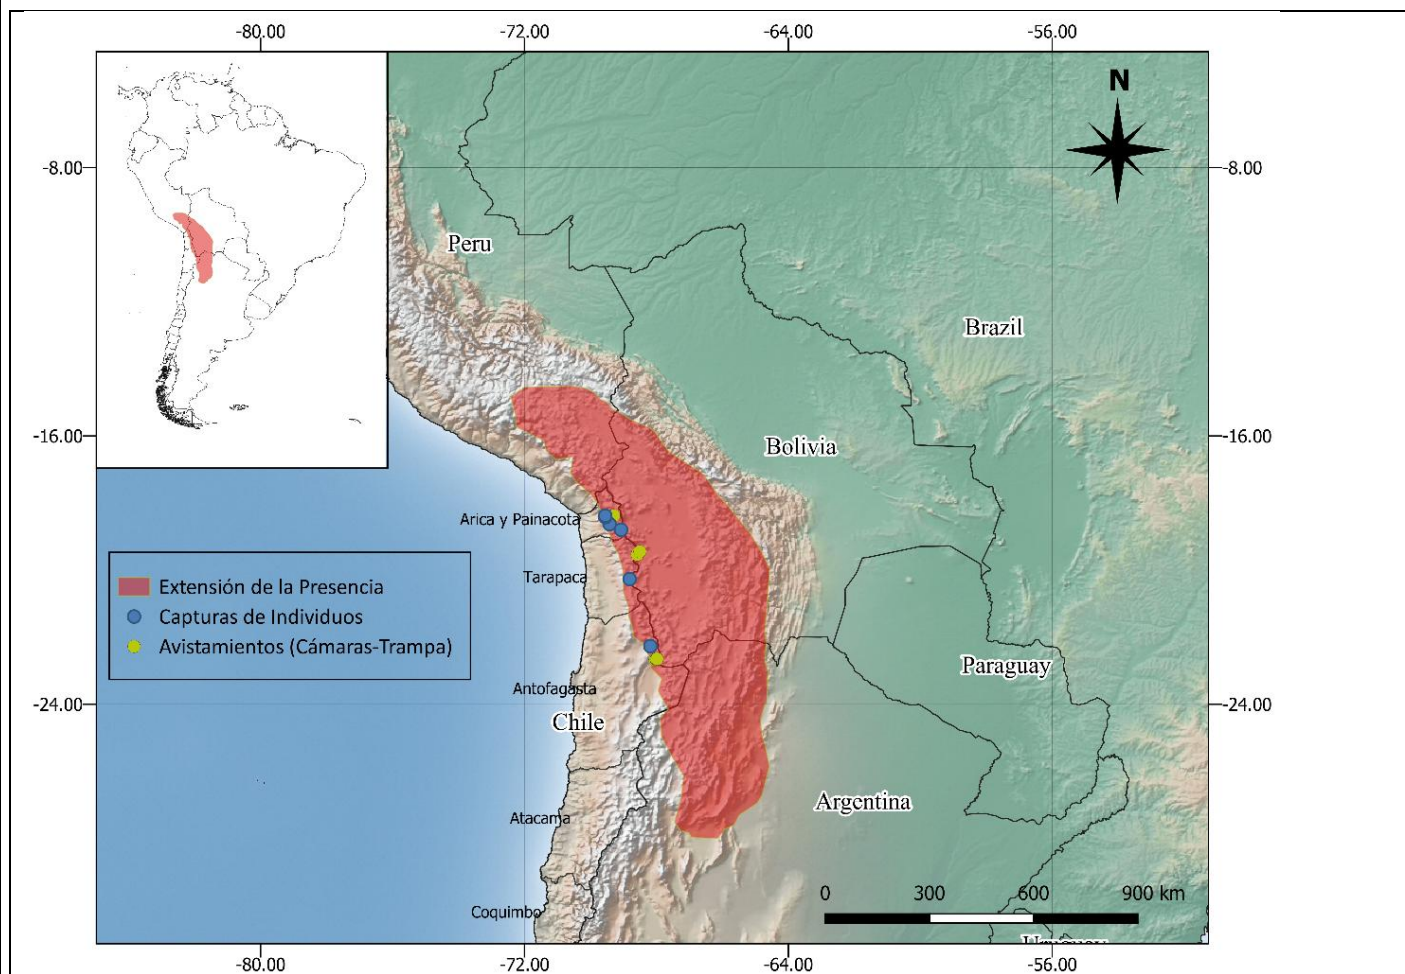 -80.00 -72.00 -64.00 -56.00
N
-8.00 -8.00
Peru
Brazil
-16.00 -16.00
Bolivia
Arica y Painacota
Extensión de la Presencia
Tarapaca
Capturas de Individuos
Avistamientos (Cámaras-Trampa)
Paraguay
Antofagasta
-24.00 -24.00
Chile
Argentina
Atacama
0 300 600 900 km
Coquimbo
Uruguay
-80.00 -72.00 -64.00 -56.00